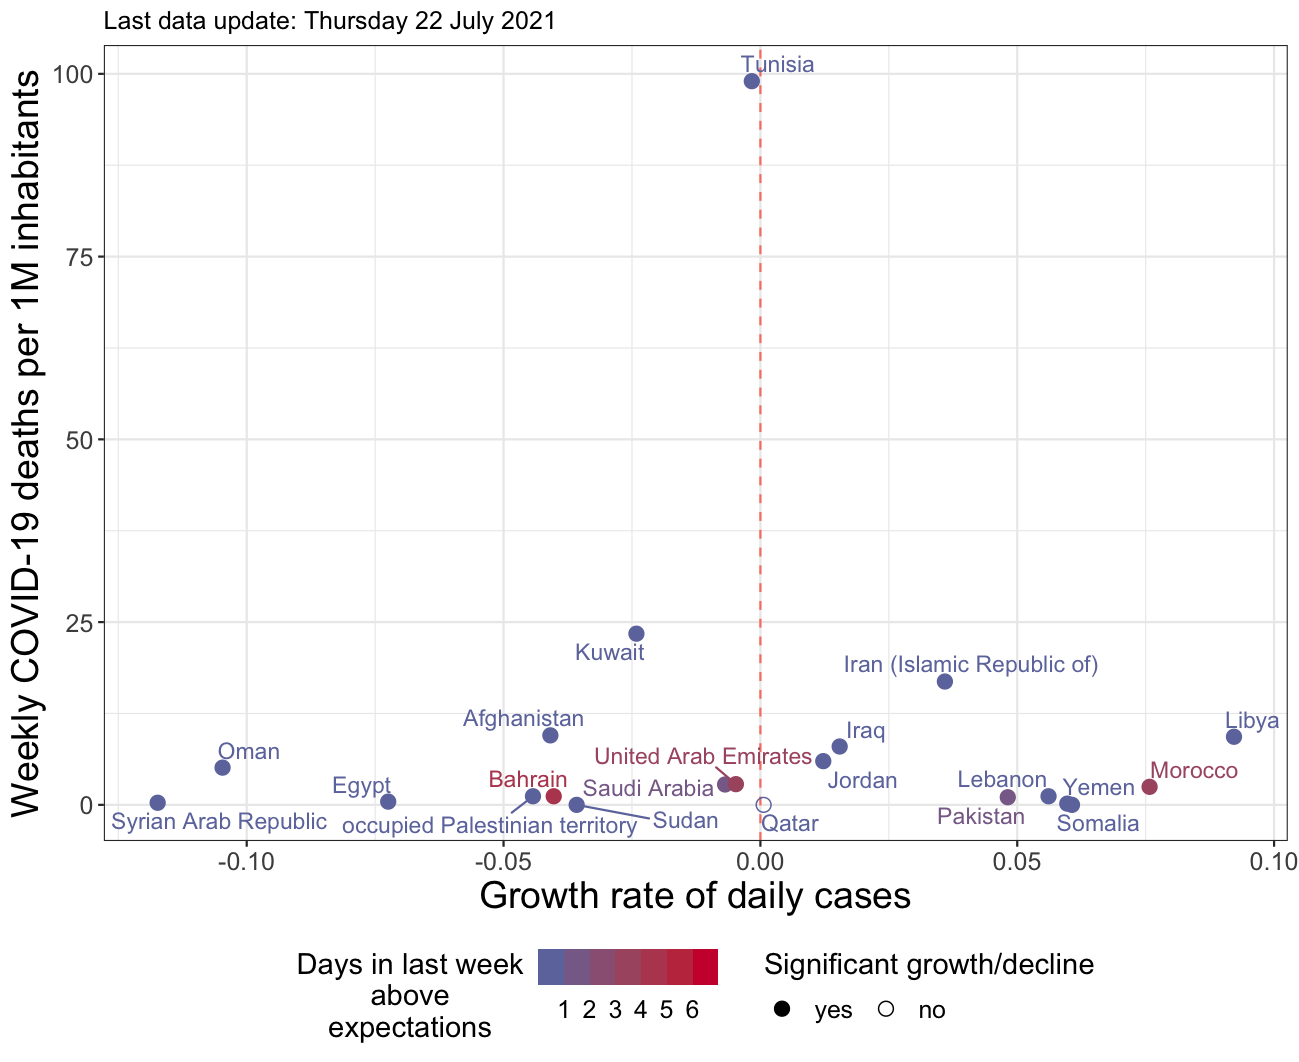 Last data update: Thursday 22 July 2021
Weekly COVID-19 deaths per 1M inhabitants
100
75
50
25
0
Tunisia
Kuwait
Iran (Islamic Republic of)
Afghanistan
Libya
Iraq
Oman
United Arab Emirates
Morocco
Bahrain
Jordan
Lebanon
Egypt
Saudi Arabia
Yemen
Pakistan
Syrian Arab Republic
occupied Palestinian territory
Sudan
Qatar
Somalia
-0.10
-0.05
0.00
0.05
0.10
Growth rate of daily cases
Days in last week
above
expectations
1 2 3 4 5 6
Significant growth/decline
yes
no